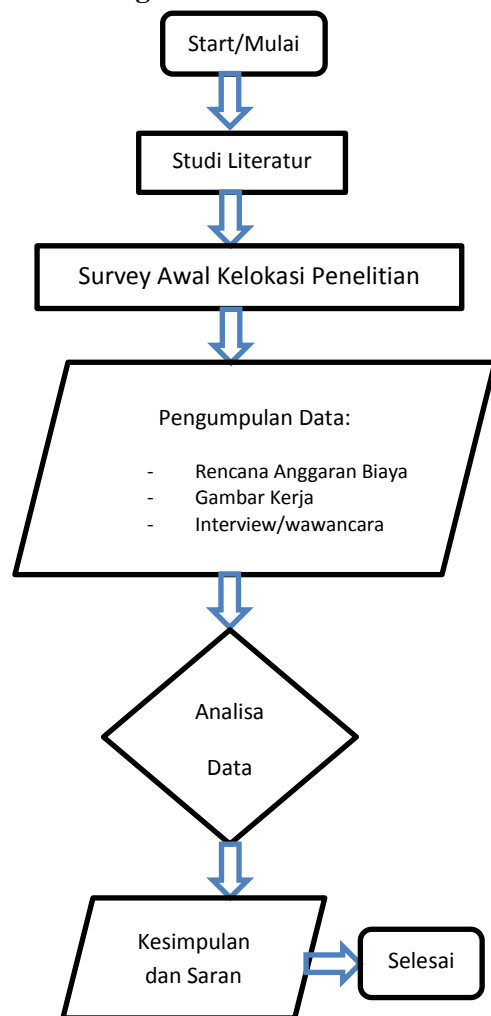 Start/Mulai
Studi Literatur
Survey Awal Kelokasi Penelitian
Pengumpulan Data:
- Rencana Anggaran Biaya
- Gambar Kerja
- Interview/wawancara
Analisa
Data
Kesimpulan
dan Saran
Selesai